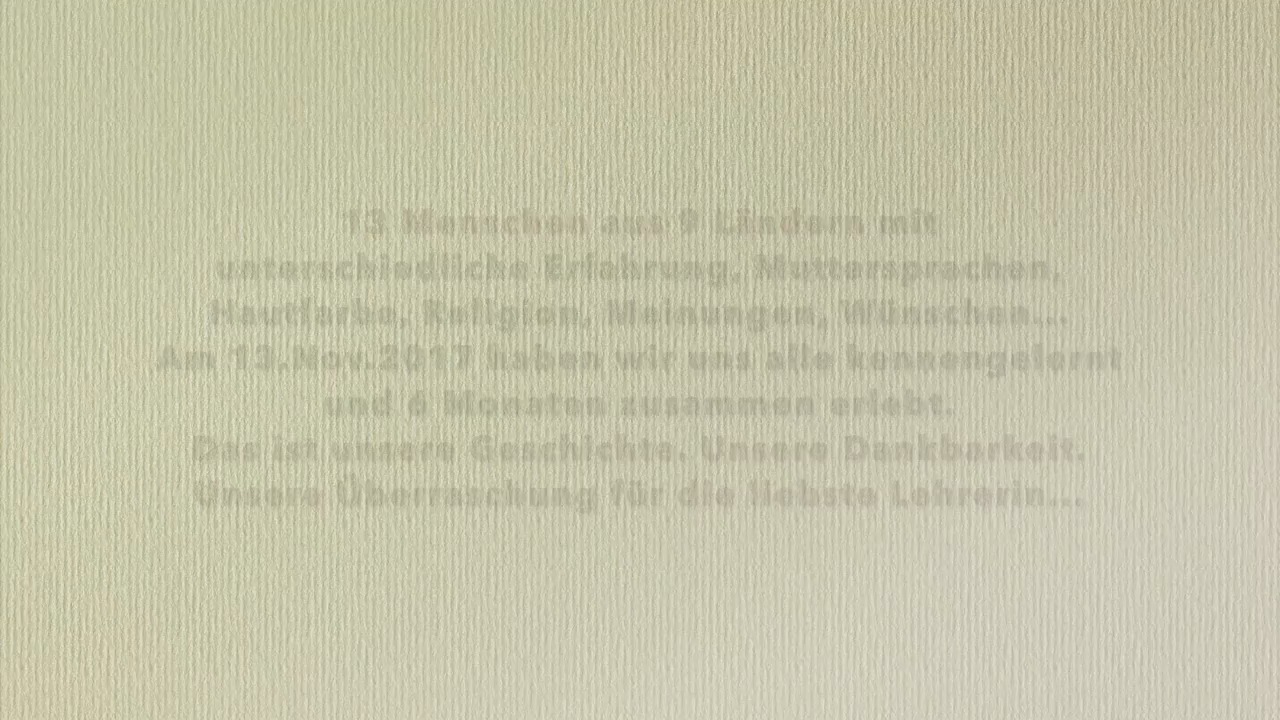 13 Menschen aus 9 Ländern mit
unterschiedliche Erfahrung, Muttersprachen,
Hautfarbe, Religion, Meinungen, Wünschen...
Am 13.Nov.2017 haben wir uns alle kennengelernt
und 6 Monaten zusammen erlebt.
Das ist unsere Geschichte. Unsere Dankbarkeit.
Unsere Überraschung für die liebste Lehrerin...